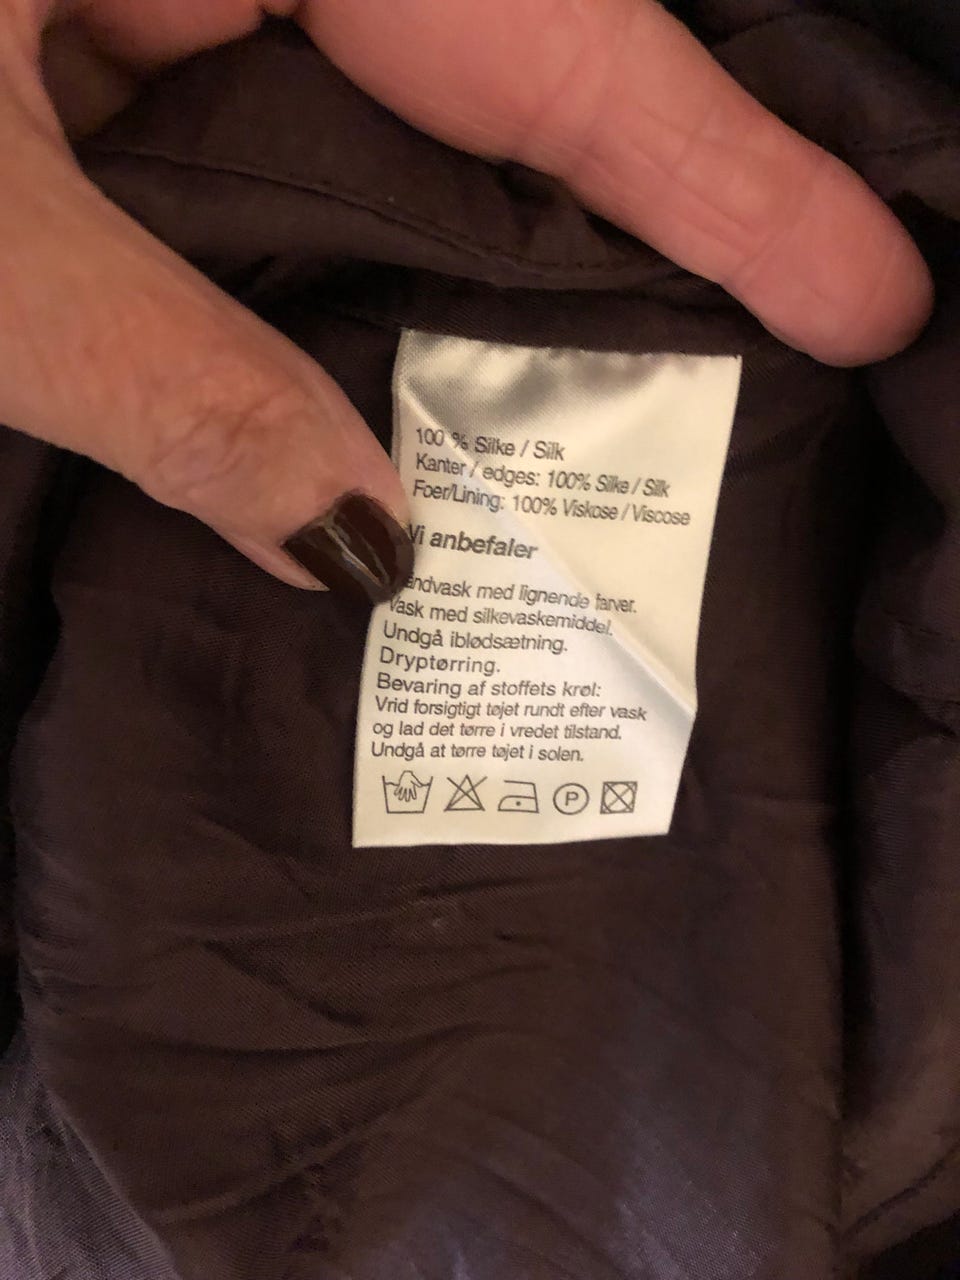 100 % Silke / Silk
Kanter / edges: 100% Silke / Silk
Foer/Lining: 100% Viskose / Viscose
Vi anbefaler
åndvask med lignende farver.
Vask med silkevaskemiddel.
Undgå iblødsætning.
Dryptørring.
Bevaring af stoffets krøl:
Vrid forsigtigt tøjet rundt efter vask
og lad det tørre i vredet tilstand.
Undgå at tørre tøjet i solen.
P